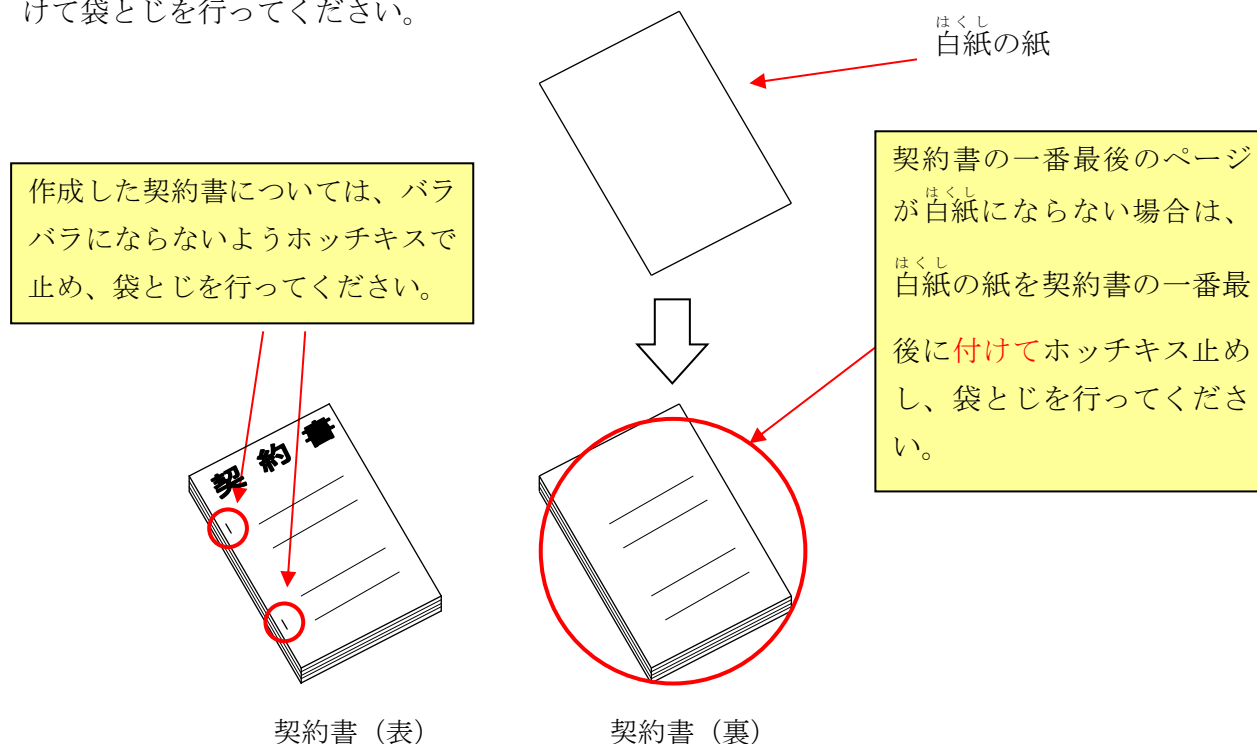 けて袋とじを行ってください。
はくし
白紙の紙
作成した契約書については、バラ
バラにならないようホッチキスで
止め、袋とじを行ってください。
契約書の一番最後のページ
はくし
が白紙にならない場合は、
はくし
白紙の紙を契約書の一番最
後に付けてホッチキス止め
し、袋とじを行ってくださ
い。
契約書
契約書（表）
契約書（裏）